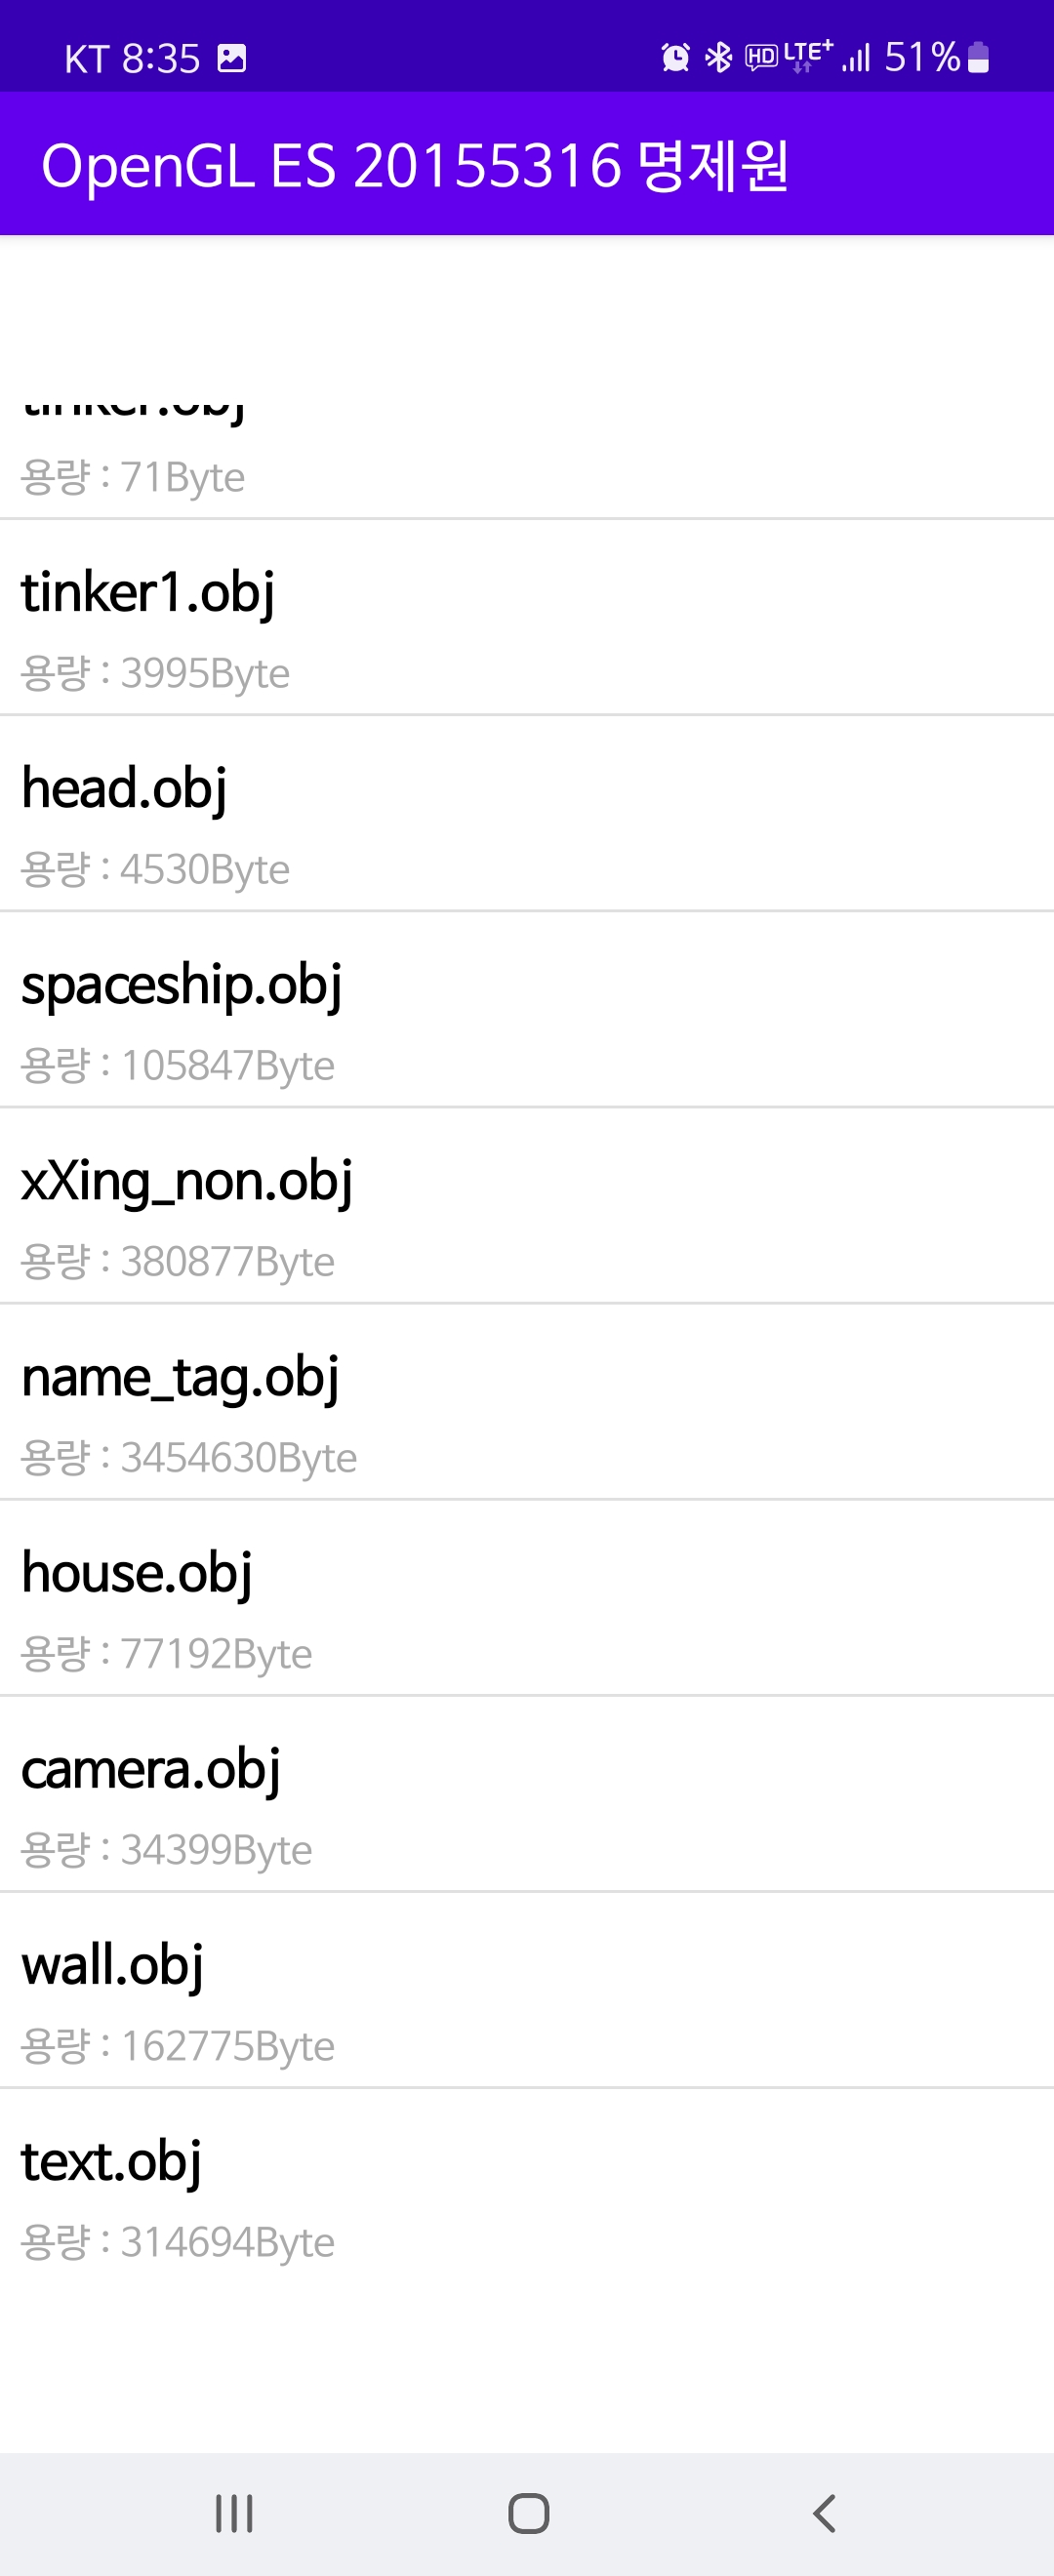 KT 8:35
HD LTE+ 51%
OpenGL ES 20155316 명제원
tinker.obj
용량 : 71Byte
tinker1.obj
용량 : 3995Byte
head.obj
용량 : 4530Byte
spaceship.obj
용량 : 105847Byte
xXing_non.obj
용량 : 380877Byte
name_tag.obj
용량 : 3454630Byte
house.obj
용량 : 77192Byte
camera.obj
용량 : 34399Byte
wall.obj
용량 : 162775Byte
text.obj
용량 : 314694Byte